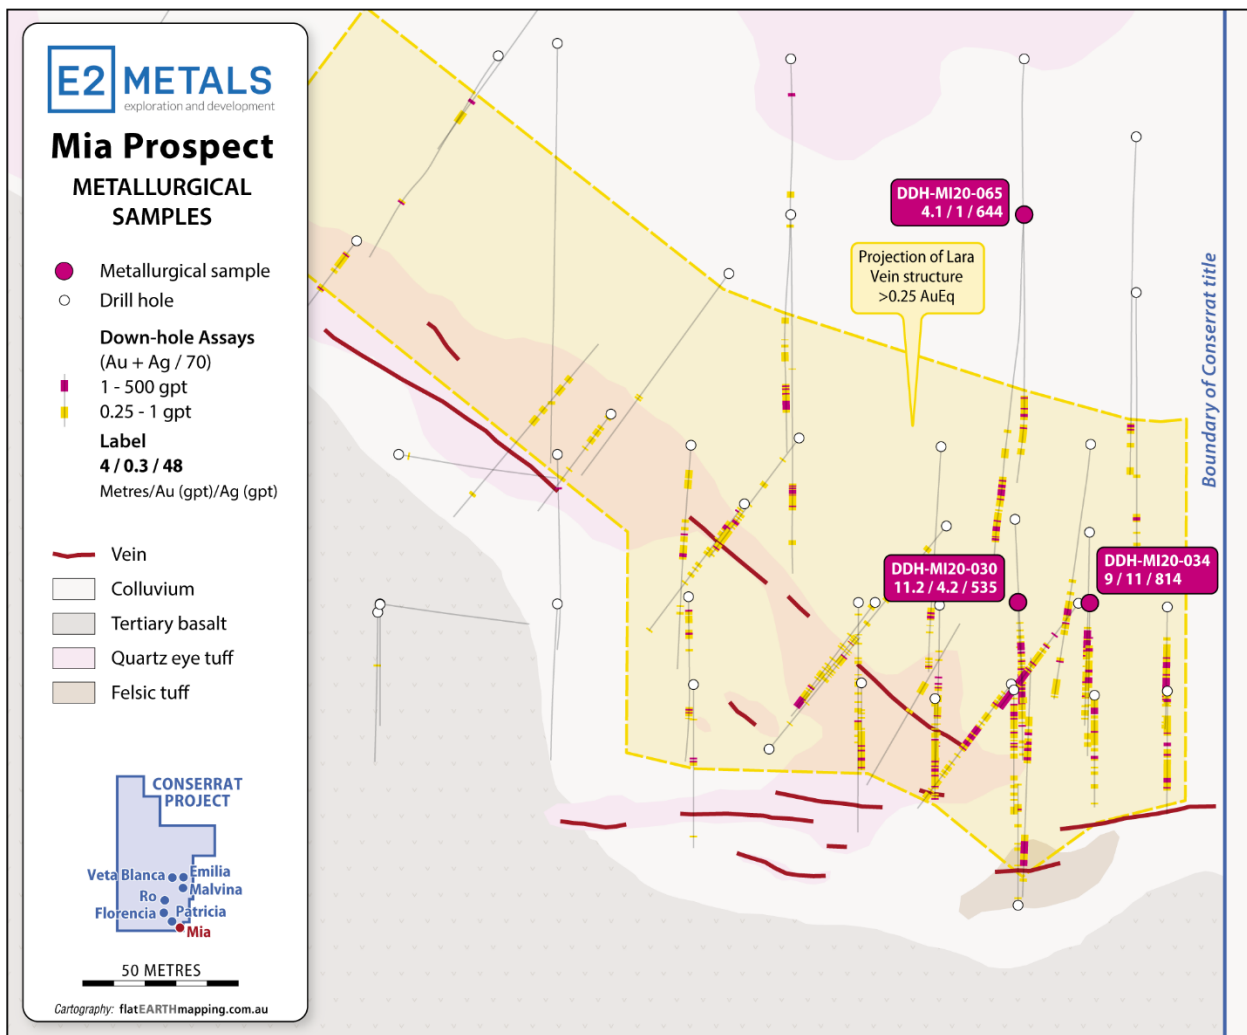 E2 METALS
exploration and development
Mia Prospect
METALLURGICAL
SAMPLES
Metallurgical sample
Drill hole
Down-hole Assays
(Au + Ag / 70)
1 - 500 gpt
0.25 - 1 gpt
Label
4 / 0.3 / 48
Metres/Au (gpt)/Ag (gpt)
Vein
Colluvium
Tertiary basalt
Quartz eye tuff
Felsic tuff
CONSERRAT
PROJECT
Veta Blanca
Emilia
Malvina
Ro
Florencia
Patricia
Mia
50 METRES
Cartography: flatEARTHmapping.com.au
DDH-MI20-065
4.1 / 1 / 644
Projection of Lara
Vein structure
>0.25 AuEq
Boundary of Conserrat title
DDH-MI20-030
11.2 / 4.2 / 535
DDH-MI20-034
9 / 11 / 814